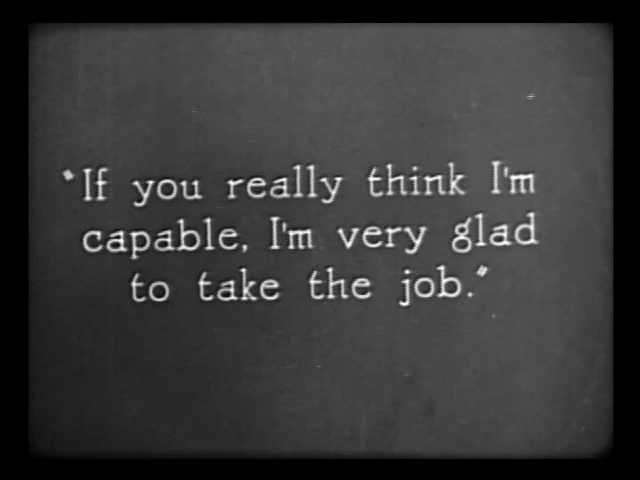 "If you really think I'm
capable, I'm very glad
to take the job."